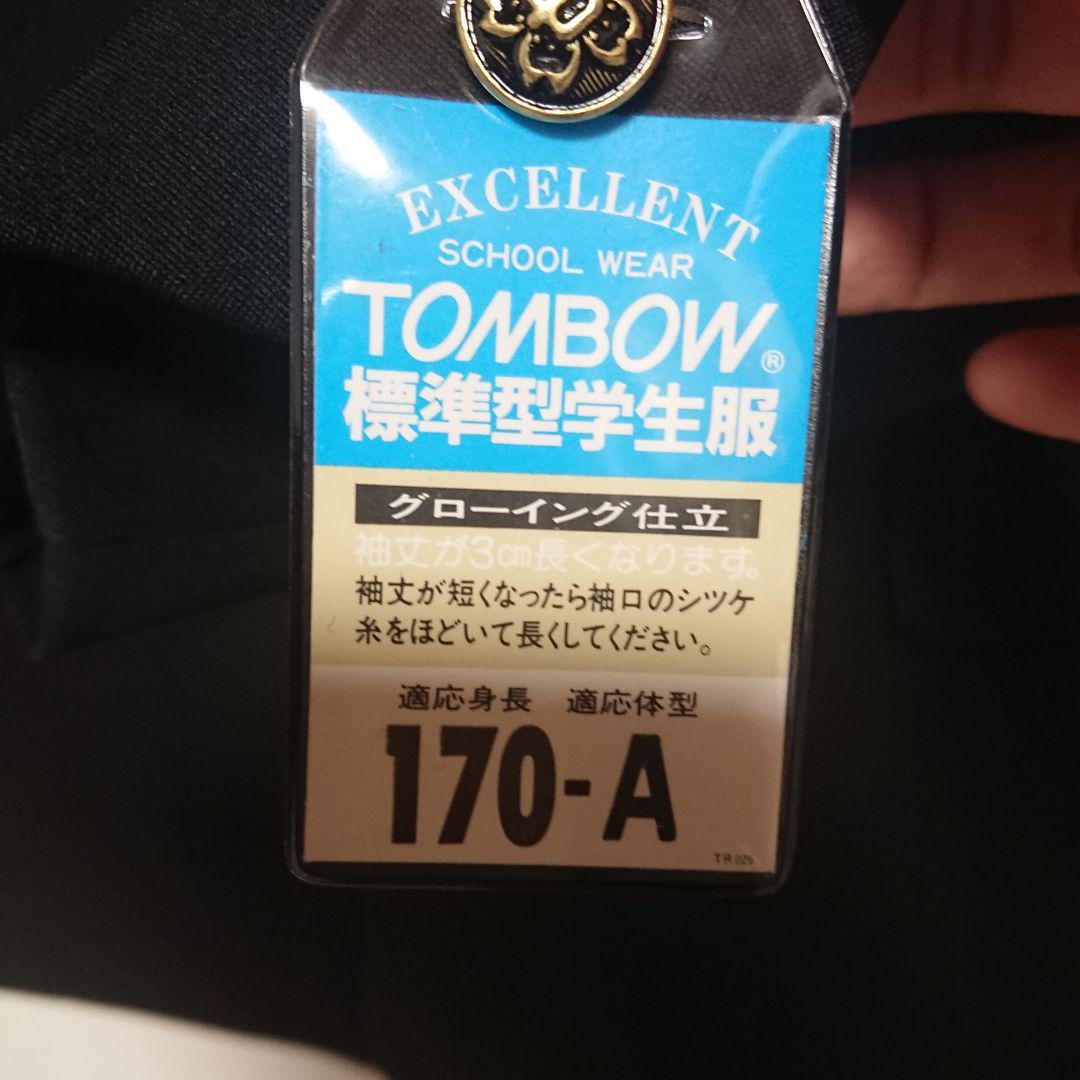 EXCELLENT
SCHOOL WEAR
TOMBOW®
標準型学生服
グローイング仕立
袖丈が3㎝長くなります。
袖丈が短くなったら袖口のシツケ
糸をほどいて長くしてください。
適応身長 適応体型
170-A
TR025